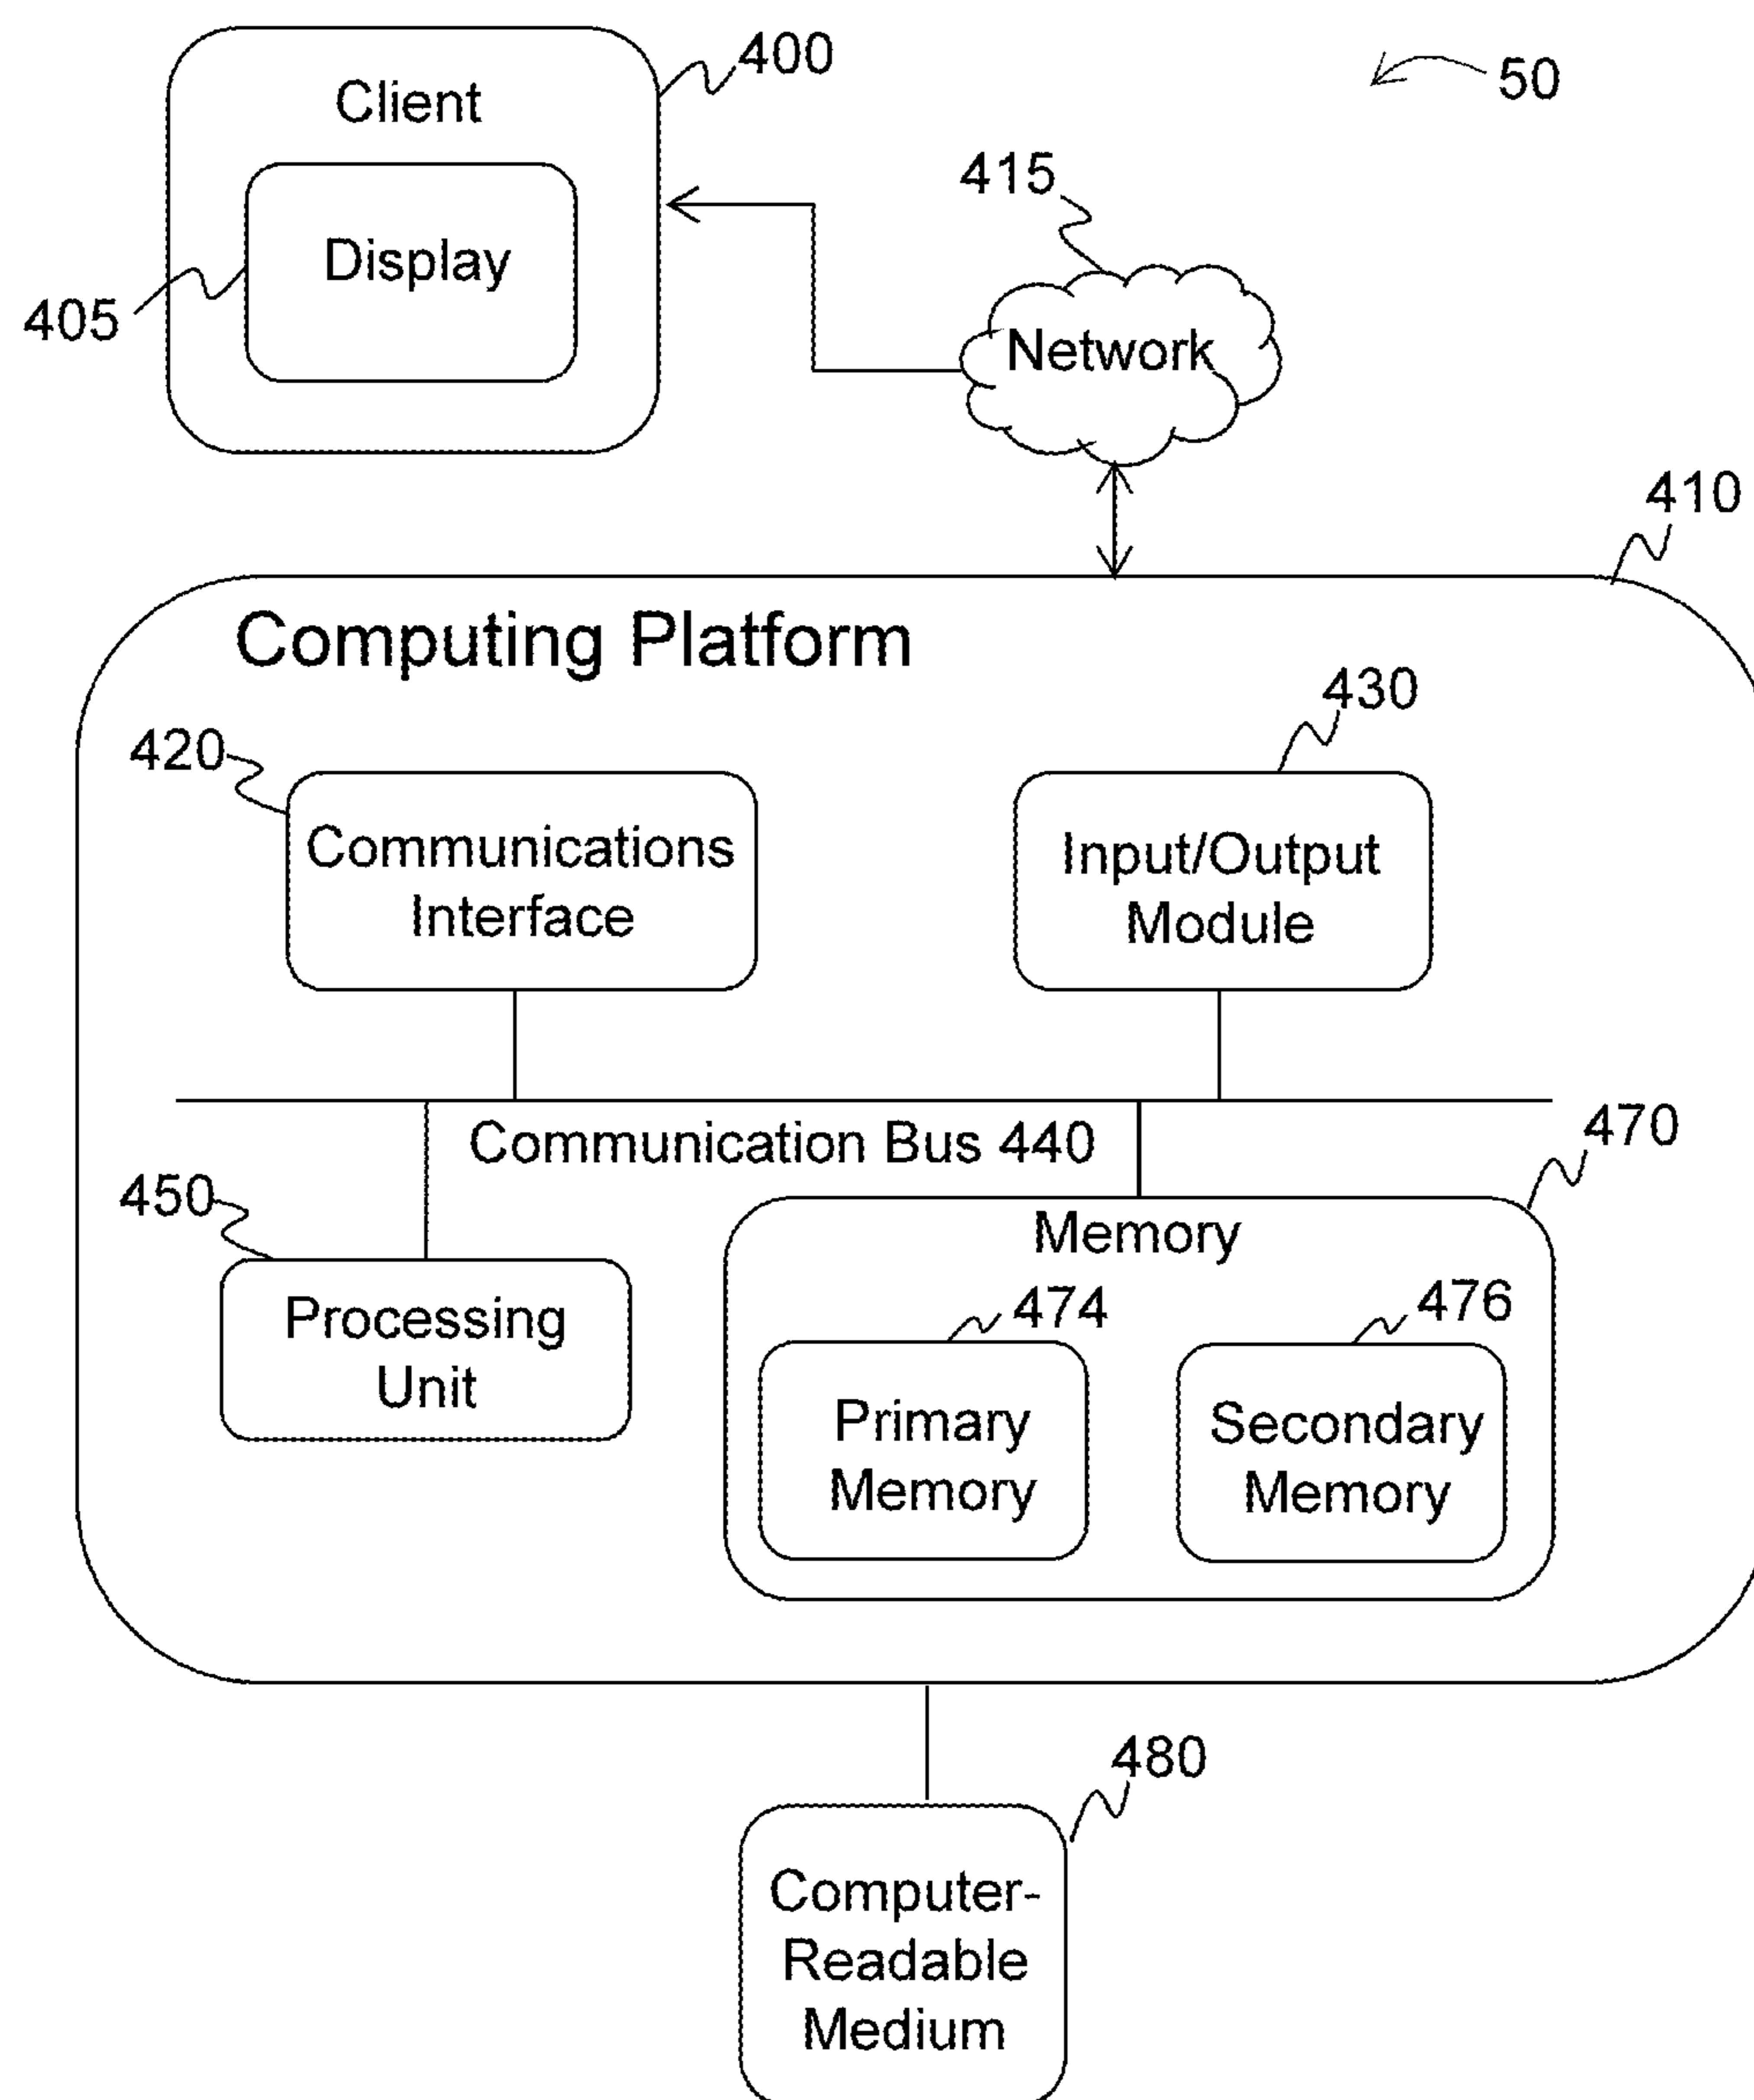 400
50
Client
415
Display
405
Network
410
Computing Platform
430
420
Communications
Interface
Input/Output
Module
Communication Bus 440
470
450
Memory
Processing
Unit
474
476
Primary
Memory
Secondary
Memory
480
Computer-
Readable
Medium